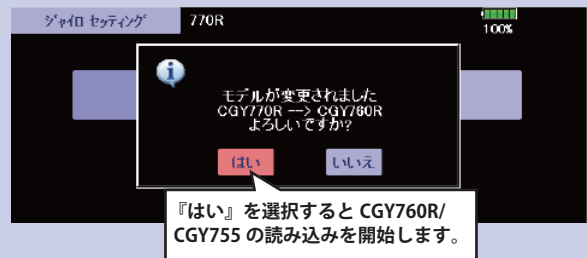 ジャイロ セッティング 770R
100%
モデルが変更されました
CGY770R --> CGY760R
よろしいですか?
はい いいえ
『はい』を選択すると CGY760R/
CGY755 の読み込みを開始します。